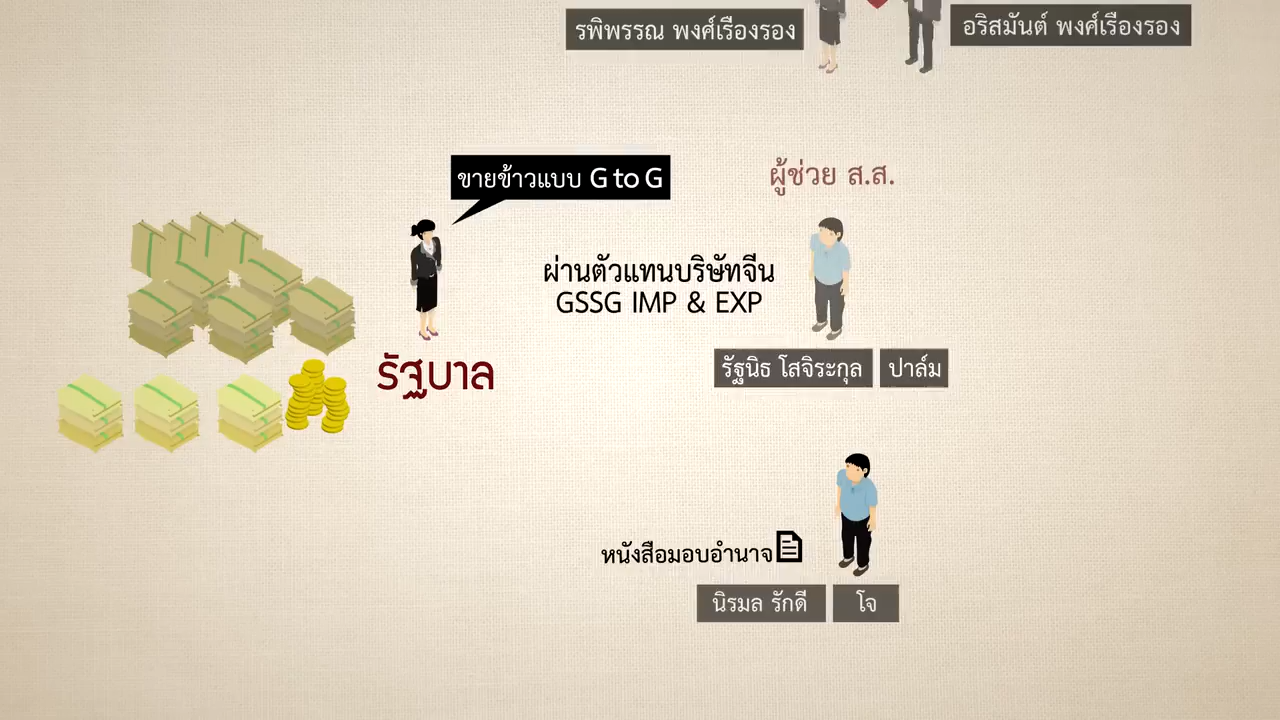 รพิพรรณ พงศ์เรืองรอง
อริสมันต์ พงศ์เรืองรอง
ขายข้าวแบบ G to G
ผู้ช่วย ส.ส.
ผ่านตัวแทนบริษัทจีน
GSSG IMP & EXP
รัฐบาล
รัฐนิธ โสจิระกุล
ปาล์ม
หนังสือมอบอำนาจ
นิรมล รักดี
โจ